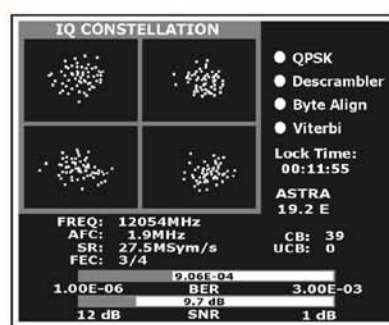 IQ CONSTELLATION
QPSK
Descrambler
Byte Align
Viterbi
Lock Time:
00:11:55
ASTRA
19.2 E
FREQ: 12054MHz
AFC: 1.9MHz
SR: 27.5MSym/s
FEC: 3/4
CB: 39
UCB: 0
9.06E-04
1.00E-06 BER 3.00E-03
9.7 dB
12 dB SNR 1 dB